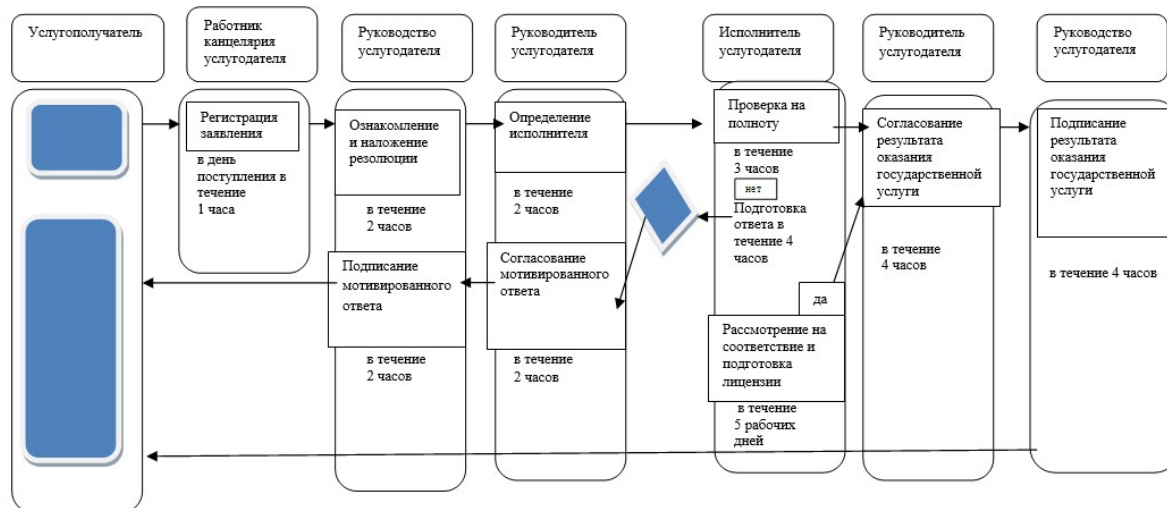 Услугополучатель
Работник
канцелярия
услугодателя
Руководство
услугодателя
Руководитель
услугодателя
Исполнитель
услугодателя
Руководитель
услугодателя
Руководство
услугодателя
Регистрация
заявления
в день
поступления в
течение
1 часа
Ознакомление
и наложение
резолюции
в течение
2 часов
Подписание
мотивированного
ответа
в течение
2 часов
Определение
исполнителя
в течение
2 часов
Согласование
мотивированного
ответа
в течение
2 часов
Проверка на
полноту
в течение
3 часов
нет
Подготовка
ответа в
течение 4
часов
да
Рассмотрение на
соответствие и
подготовка
лицензии
в течение
5 рабочих
дней
Согласование
результата
оказания
государственной
услуги
в течение
4 часов
Подписание
результата
оказания
государственной
услуги
в течение 4 часов